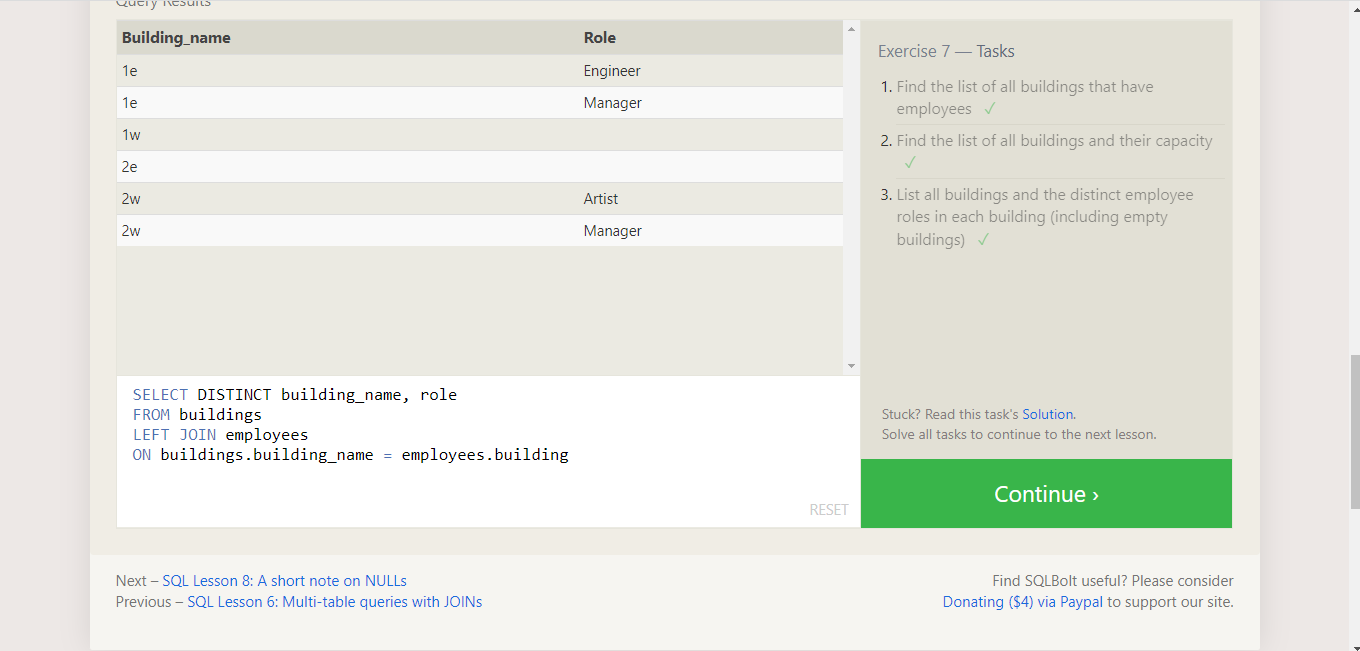 Query Results
Building_name Role
1e Engineer
1e Manager
1w
2e
2w Artist
2w Manager
SELECT DISTINCT building_name, role
FROM buildings
LEFT JOIN employees
ON buildings.building_name = employees.building
RESET
Exercise 7 — Tasks
1. Find the list of all buildings that have
employees ✓
2. Find the list of all buildings and their capacity
✓
3. List all buildings and the distinct employee
roles in each building (including empty
buildings) ✓
Stuck? Read this task's Solution.
Solve all tasks to continue to the next lesson.
Continue ›
Next – SQL Lesson 8: A short note on NULLs
Previous – SQL Lesson 6: Multi-table queries with JOINs
Find SQLBolt useful? Please consider
Donating ($4) via Paypal to support our site.